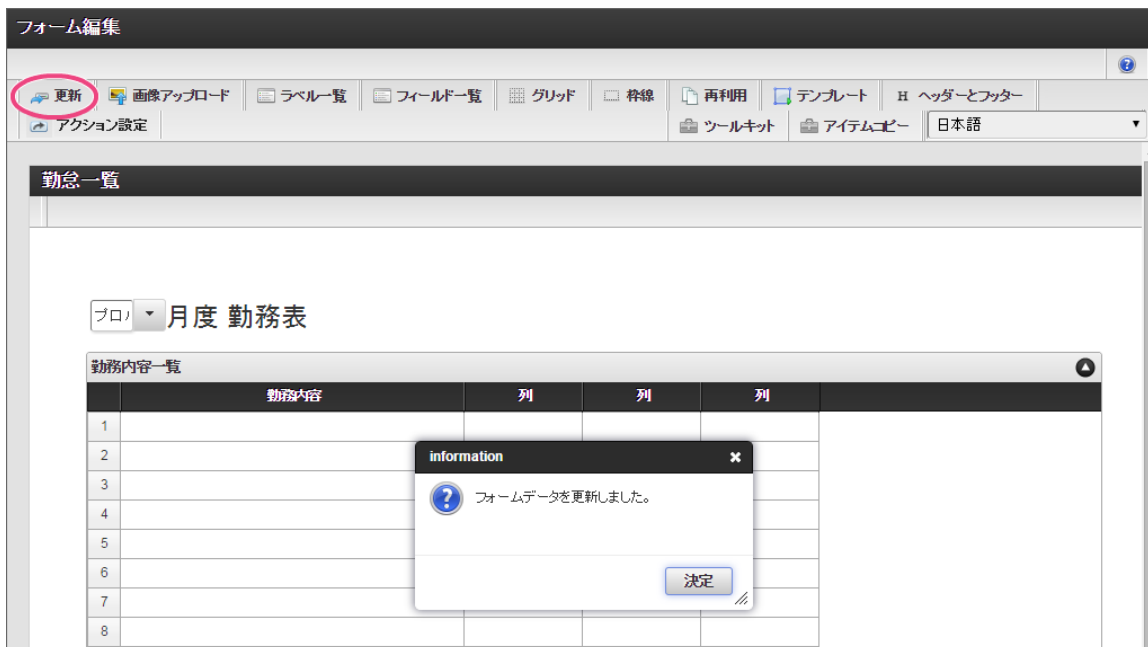 フォーム編集
更新 画像アップロード ラベル一覧 フィールド一覧 グリッド 枠線 再利用 テンプレート H ヘッダーとフッター
アクション設定 ツールキット アイテムコピー 日本語
勤怠一覧
プロパ 月度 勤務表
勤務内容一覧
勤務内容 列 列 列
1
2
3
4
5
6
7
8
information
フォームデータを更新しました。
決定